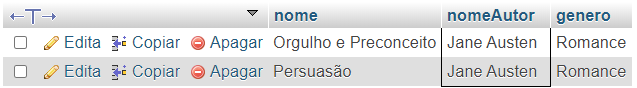 nome nomeAutor genero
Edita Copiar Apagar Orgulho e Preconceito Jane Austen Romance
Edita Copiar Apagar Persuasão Jane Austen Romance